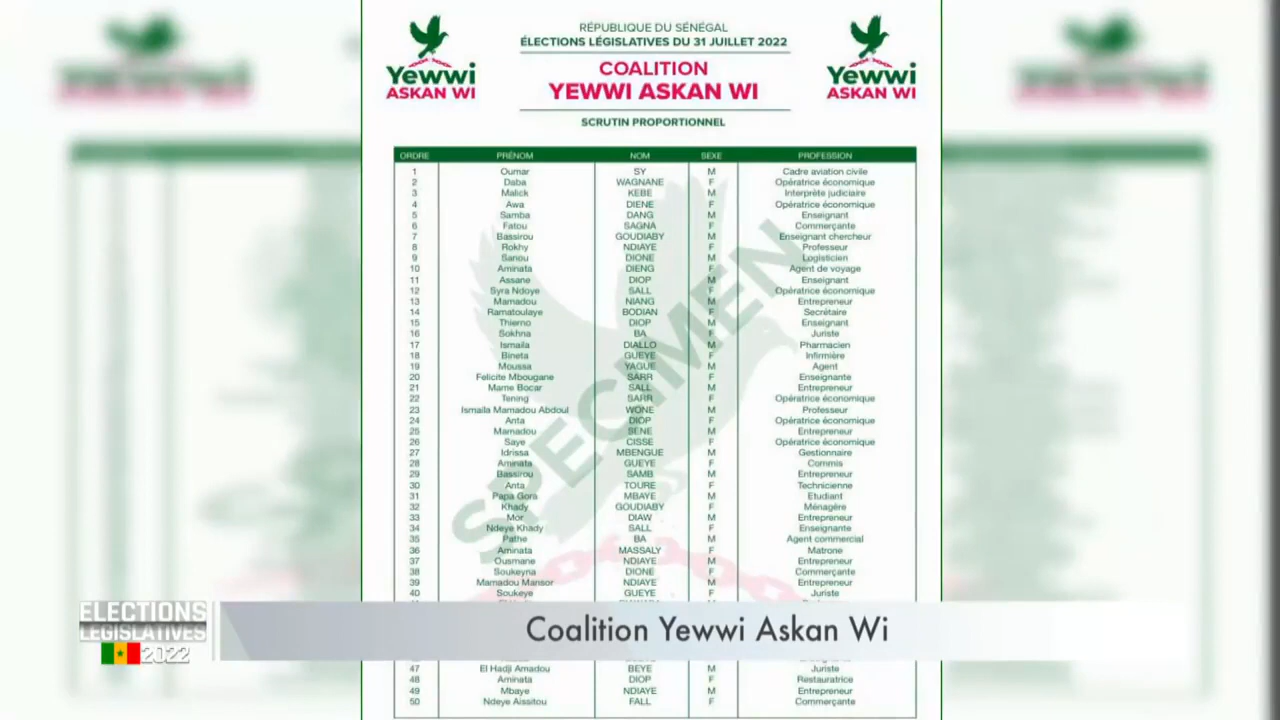 Yewwi
ASKAN WI
RÉPUBLIQUE DU SÉNÉGAL
ÉLECTIONS LÉGISLATIVES DU 31 JUILLET 2022
COALITION
YEWWI ASKAN WI
SCRUTIN PROPORTIONNEL
Yewwi
ASKAN WI
ORDRE PRÉNOM NOM SEXE PROFESSION
1 Oumar SY M Cadre aviation civile
2 Daba WAGNANE F Opératrice économique
3 Malick KEBE M Interprète judiciaire
4 Awa DIENE F Opératrice économique
5 Samba DANG M Enseignant
6 Fatou SAGNA F Commerçante
7 Bassirou GOUDIABY M Enseignant chercheur
8 Rokhy NDIAYE F Professeur
9 Sanou DIONE M Logisticien
10 Aminata DIENG F Agent de voyage
11 Assane DIOP M Enseignant
12 Syra Ndoye SALL F Opératrice économique
13 Mamadou NIANG M Entrepreneur
14 Ramatoulaye BODIAN F Secrétaire
15 Thierno DIOP M Enseignant
16 Sokhna BA F Juriste
17 Ismaila DIALLO M Pharmacien
18 Bineta GUEYE F Infirmière
19 Moussa YAGUE M Agent
20 Felicite Mbougane SARR F Enseignante
21 Mame Bocar SALL M Entrepreneur
22 Tening SARR F Opératrice économique
23 Ismaila Mamadou Abdoul WONE M Professeur
24 Anta DIOP F Opératrice économique
25 Mamadou SENE M Entrepreneur
26 Saye CISSE F Opératrice économique
27 Idrissa MBENGUE M Gestionnaire
28 Aminata GUEYE F Commis
29 Bassirou SAMB M Entrepreneur
30 Anta TOURE F Technicienne
31 Papa Gora MBAYE M Etudiant
32 Khady GOUDIABY F Ménagère
33 Mor DIAW M Entrepreneur
34 Ndeye Khady SALL F Enseignante
35 Pathe BA M Agent commercial
36 Aminata MASSALY F Matrone
37 Ousmane NDIAYE M Entrepreneur
38 Soukeyna DIONE F Commerçante
39 Mamadou Mansor NDIAYE M Entrepreneur
40 Soukeye GUEYE F Juriste
47 El Hadji Amadou BEYE M Juriste
48 Aminata DIOP F Restauratrice
49 Mbaye NDIAYE M Entrepreneur
50 Ndeye Aissitou FALL F Commerçante
SPECIMEN
ELECTIONS
LEGISLATIVES
2022
Coalition Yewwi Askan Wi